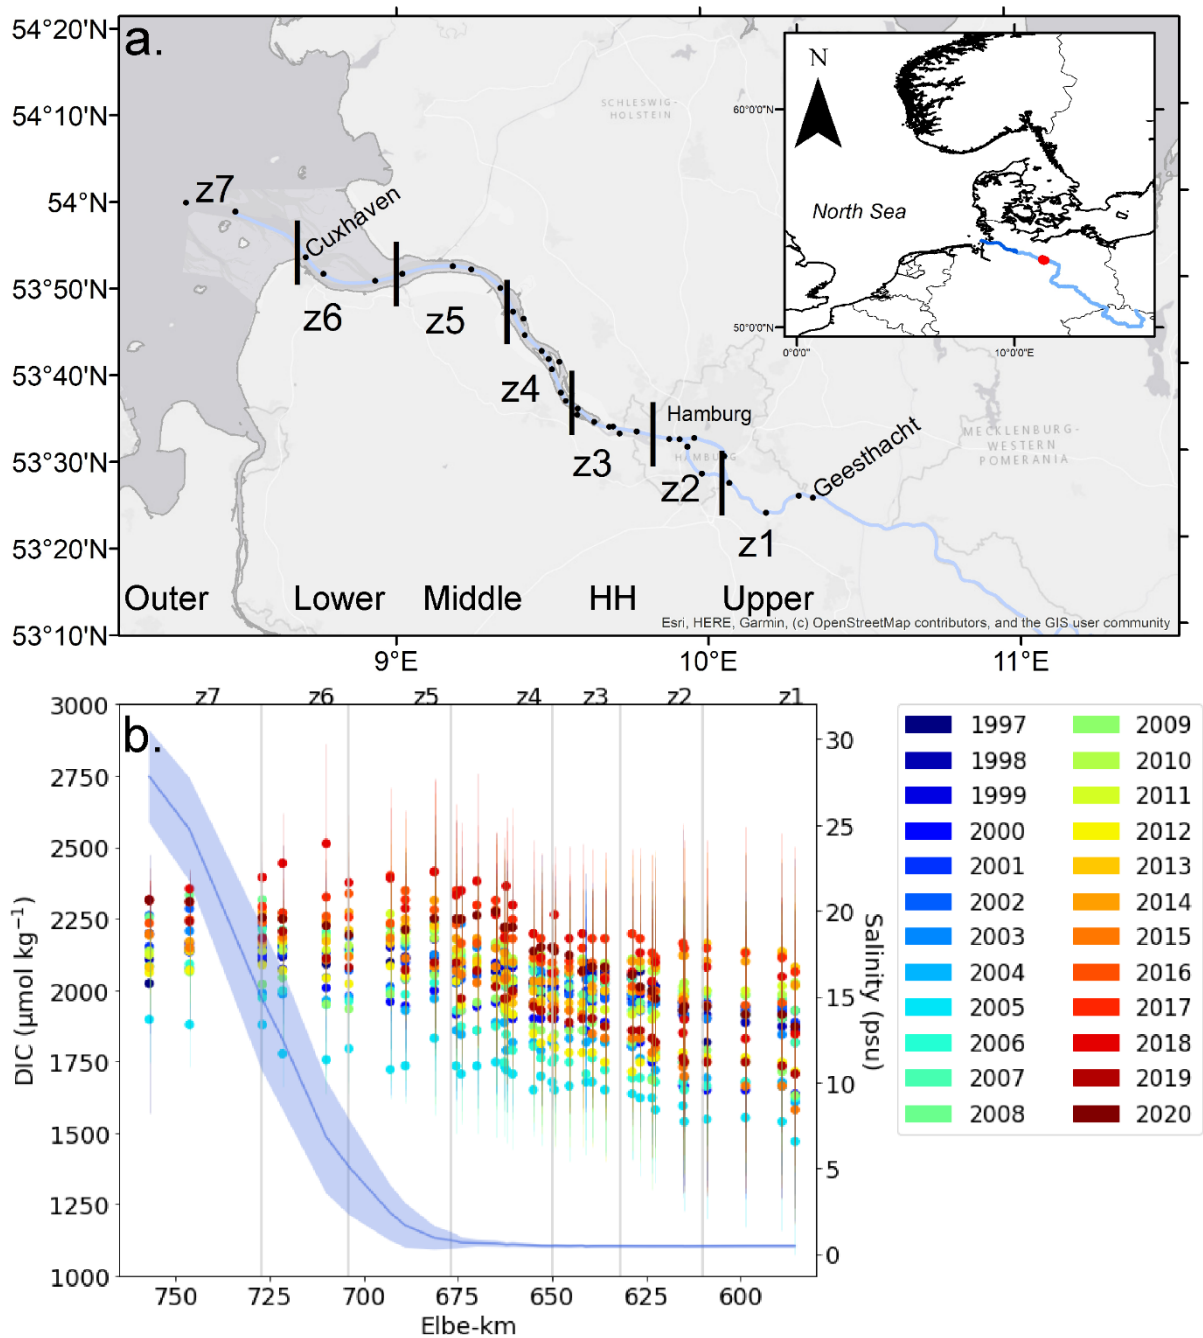 a.
54°20'N
54°10'N
54°N
53°50'N
53°40'N
53°30'N
53°20'N
53°10'N
9°E
10°E
11°E
SCHLESWIG-
HOLSTEIN
N
North Sea
60°0'0"N
50°0'0"N
0°0'0"
10°0'0"E
z7
Cuxhaven
z6
z5
z4
z3
Hamburg
HAMBURG
z2
Geesthacht
z1
MECKLENBURG-
WESTERN
POMERANIA
Outer Lower Middle HH Upper
Esri, HERE, Garmin, (c) OpenStreetMap contributors, and the GIS user community
b.
z7 z6 z5 z4 z3 z2 z1
3000
2750
2500
2250
2000
1750
1500
1250
1000
DIC (µmol kg⁻¹)
30
25
20
15
10
5
0
Salinity (psu)
750 725 700 675 650 625 600
Elbe-km
1997
1998
1999
2000
2001
2002
2003
2004
2005
2006
2007
2008
2009
2010
2011
2012
2013
2014
2015
2016
2017
2018
2019
2020